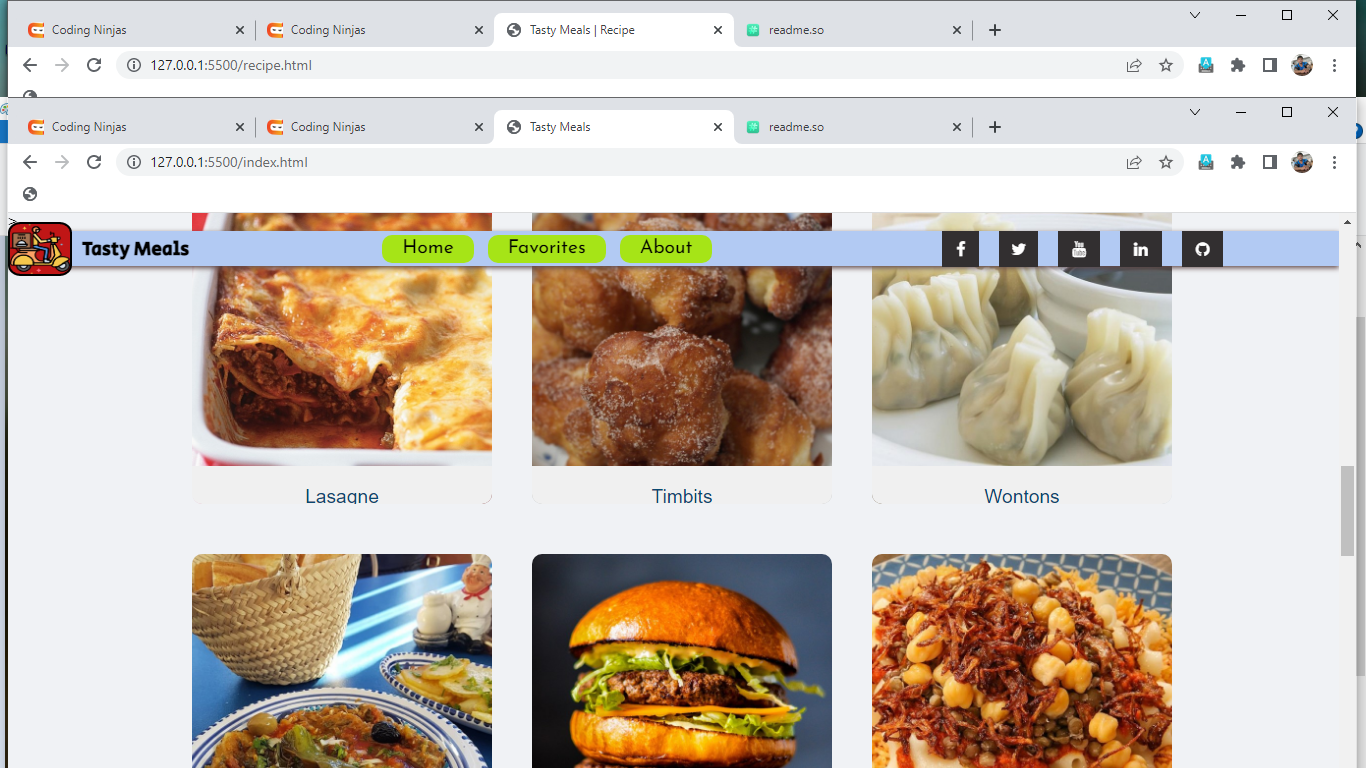 Coding Ninjas
Coding Ninjas
Tasty Meals | Recipe
readme.so
127.0.0.1:5500/recipe.html
Coding Ninjas
Coding Ninjas
Tasty Meals
readme.so
127.0.0.1:5500/index.html
>
Tasty Meals
Home
Favorites
About
You Tube
Lasagne
Timbits
Wontons